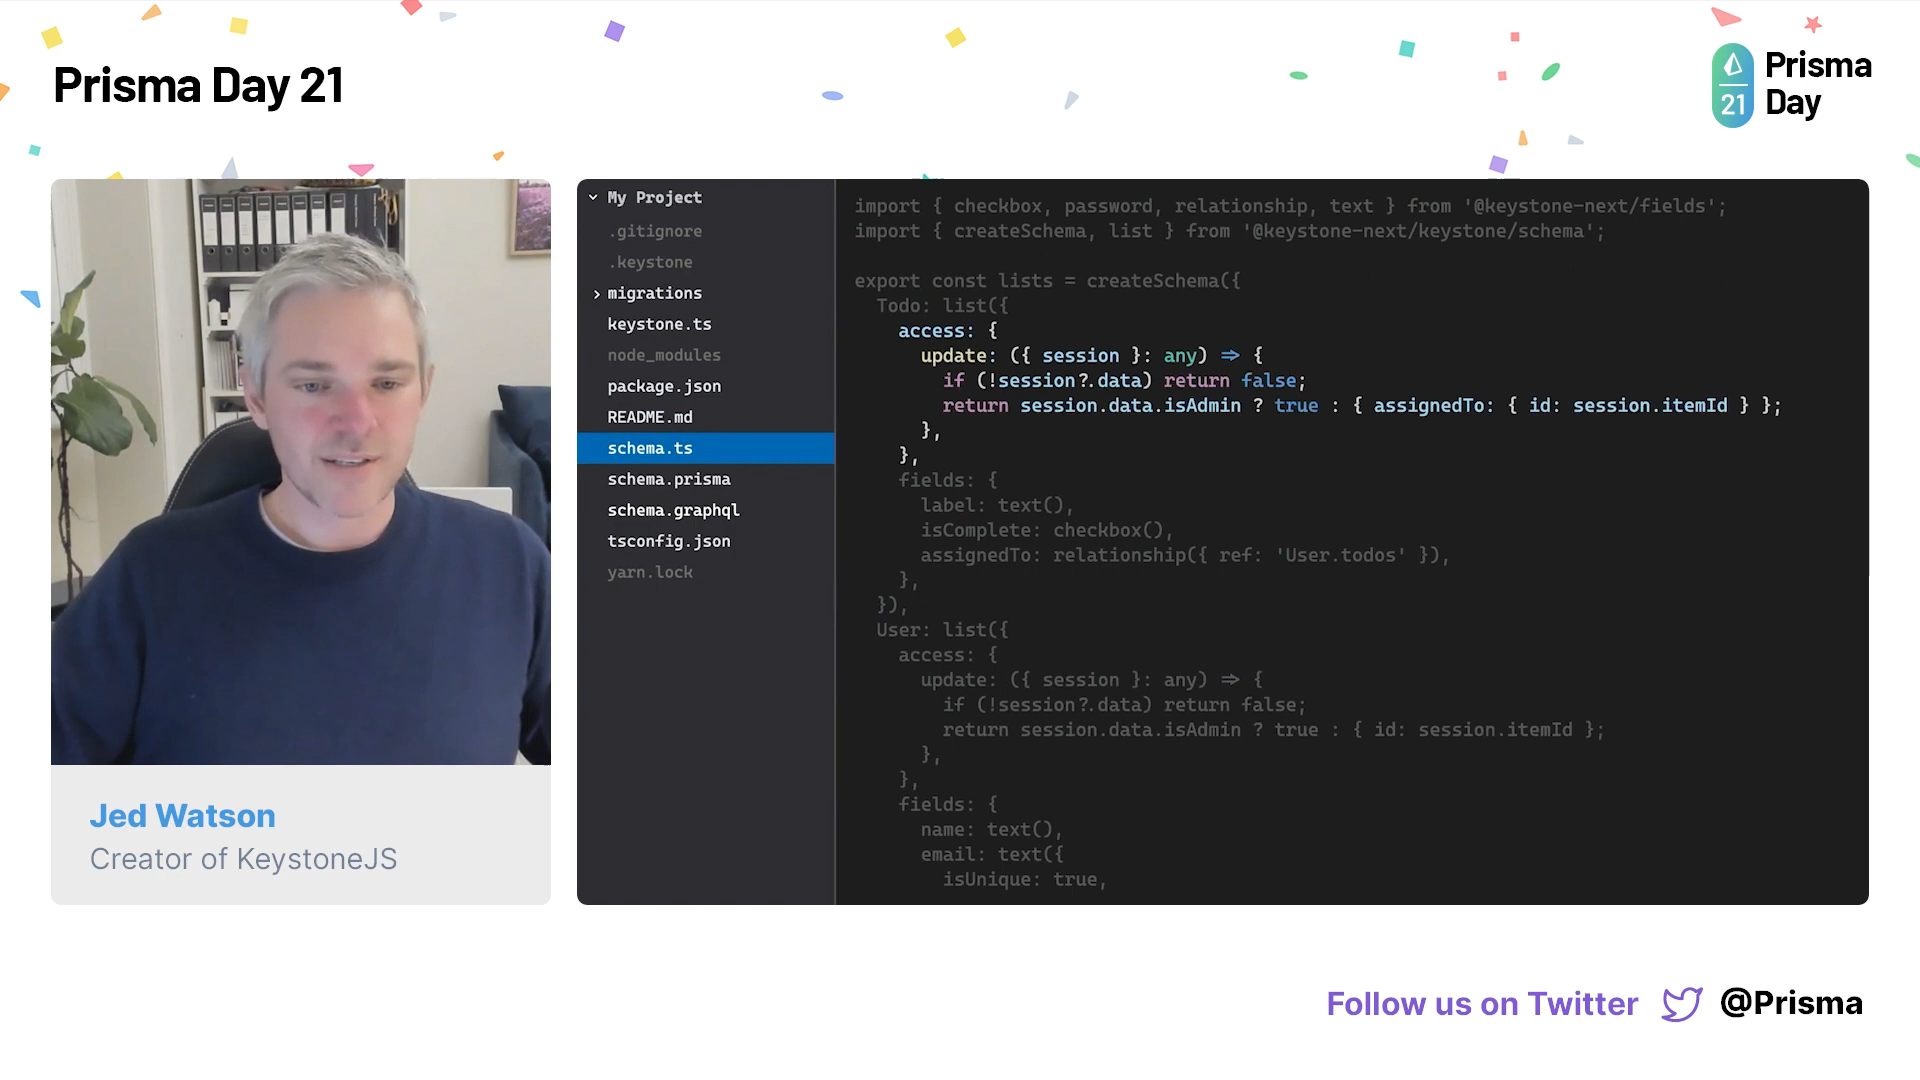 Prisma Day 21
Prisma
Day
21
My Project
.gitignore
.keystone
migrations
keystone.ts
node_modules
package.json
README.md
schema.ts
schema.prisma
schema.graphql
tsconfig.json
yarn.lock
import { checkbox, password, relationship, text } from '@keystone-next/fields';
import { createSchema, list } from '@keystone-next/keystone/schema';
export const lists = createSchema({
Todo: list({
access: {
update: ({ session }: any) => {
if (!session?.data) return false;
return session.data.isAdmin ? true : { assignedTo: { id: session.itemId } };
},
},
fields: {
label: text(),
isComplete: checkbox(),
assignedTo: relationship({ ref: 'User.todos' }),
},
}),
User: list({
access: {
update: ({ session }: any) => {
if (!session?.data) return false;
return session.data.isAdmin ? true : { id: session.itemId };
},
},
fields: {
name: text(),
email: text({
isUnique: true,
Jed Watson
Creator of KeystoneJS
Follow us on Twitter @Prisma